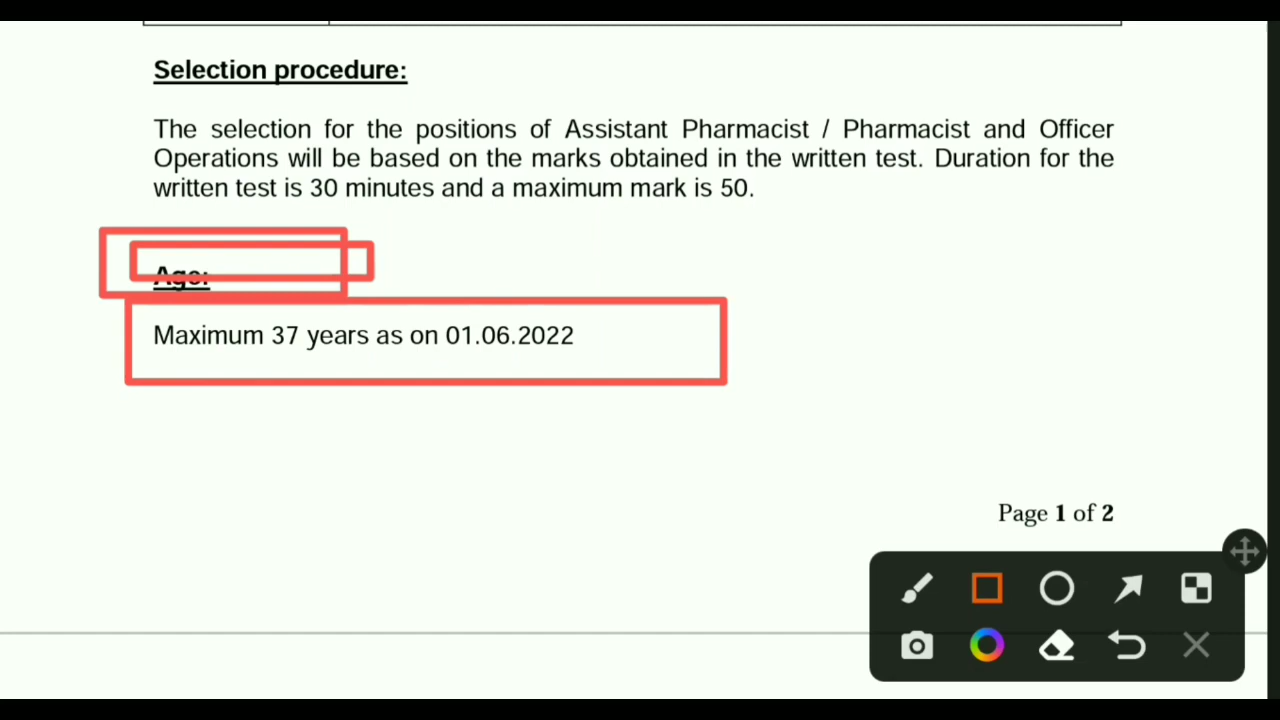 Selection procedure:
The selection for the positions of Assistant Pharmacist / Pharmacist and Officer
Operations will be based on the marks obtained in the written test. Duration for the
written test is 30 minutes and a maximum mark is 50.
Age:
Maximum 37 years as on 01.06.2022
Page 1 of 2